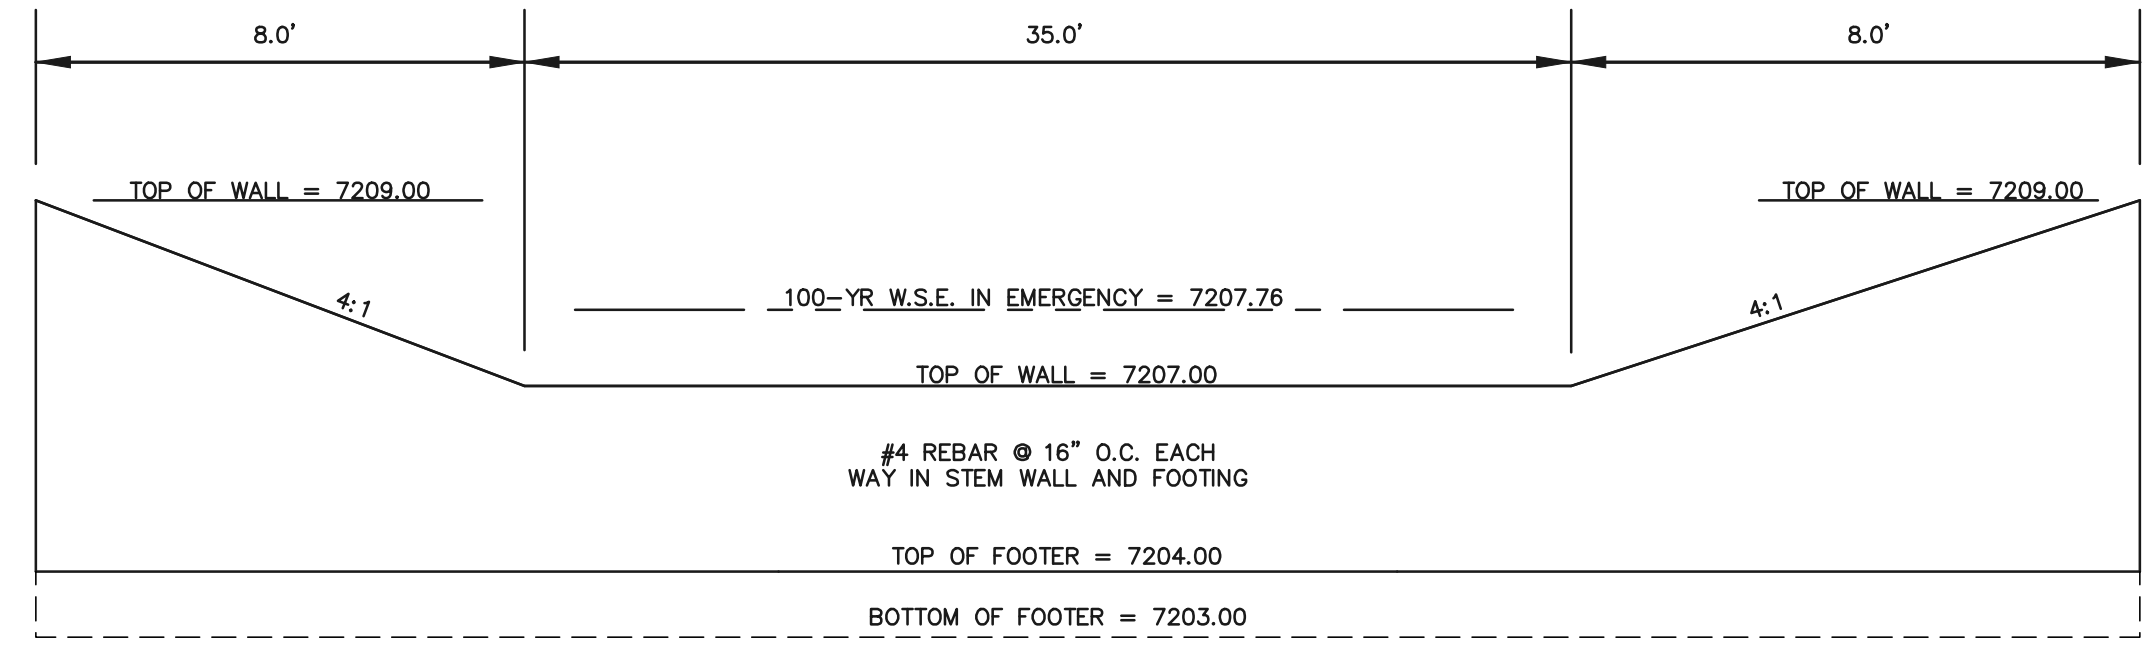 8.0' 35.0' 8.0'
TOP OF WALL = 7209.00 TOP OF WALL = 7209.00
4:1 100-YR W.S.E. IN EMERGENCY = 7207.76 4:1
TOP OF WALL = 7207.00
#4 REBAR @ 16" O.C. EACH
WAY IN STEM WALL AND FOOTING
TOP OF FOOTER = 7204.00
BOTTOM OF FOOTER = 7203.00